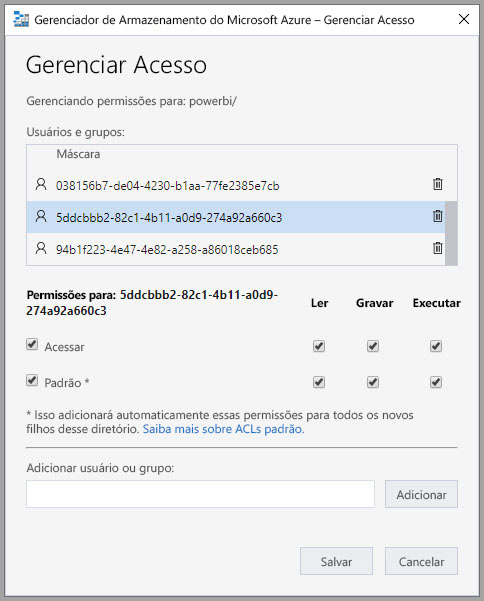 Gerenciador de Armazenamento do Microsoft Azure – Gerenciar Acesso
Gerenciar Acesso
Gerenciando permissões para: powerbi/
Usuários e grupos:
Máscara
038156b7-de04-4230-b1aa-77fe2385e7cb
5ddcbbb2-82c1-4b11-a0d9-274a92a660c3
94b1f223-4e47-4e82-a258-a86018ceb685
Permissões para: 5ddcbbb2-82c1-4b11-a0d9-
274a92a660c3
Ler Gravar Executar
Acessar
Padrão *
* Isso adicionará automaticamente essas permissões para todos os novos
filhos desse diretório. Saiba mais sobre ACLs padrão.
Adicionar usuário ou grupo:
Adicionar
Salvar Cancelar